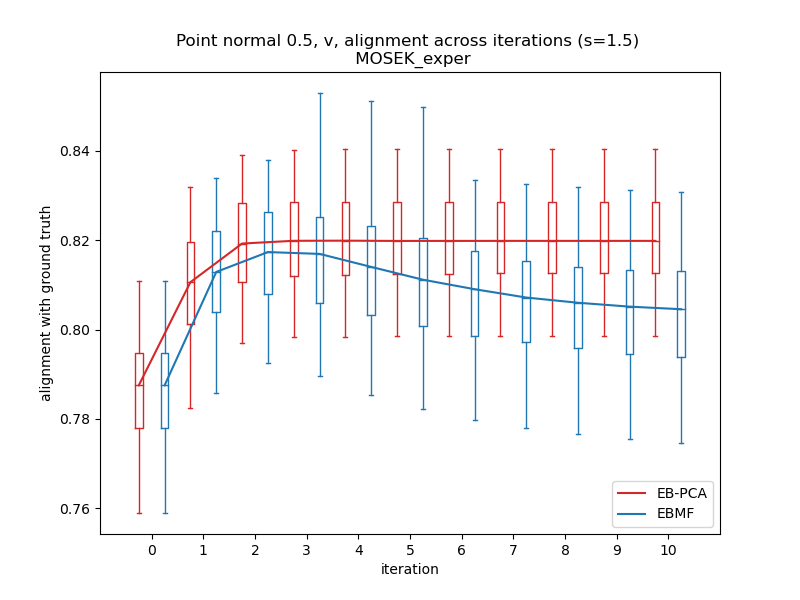 Point normal 0.5, v, alignment across iterations (s=1.5)
MOSEK_exper
alignment with ground truth
0.84
0.82
0.80
0.78
0.76
0 1 2 3 4 5 6 7 8 9 10
iteration
EB-PCA
EBMF